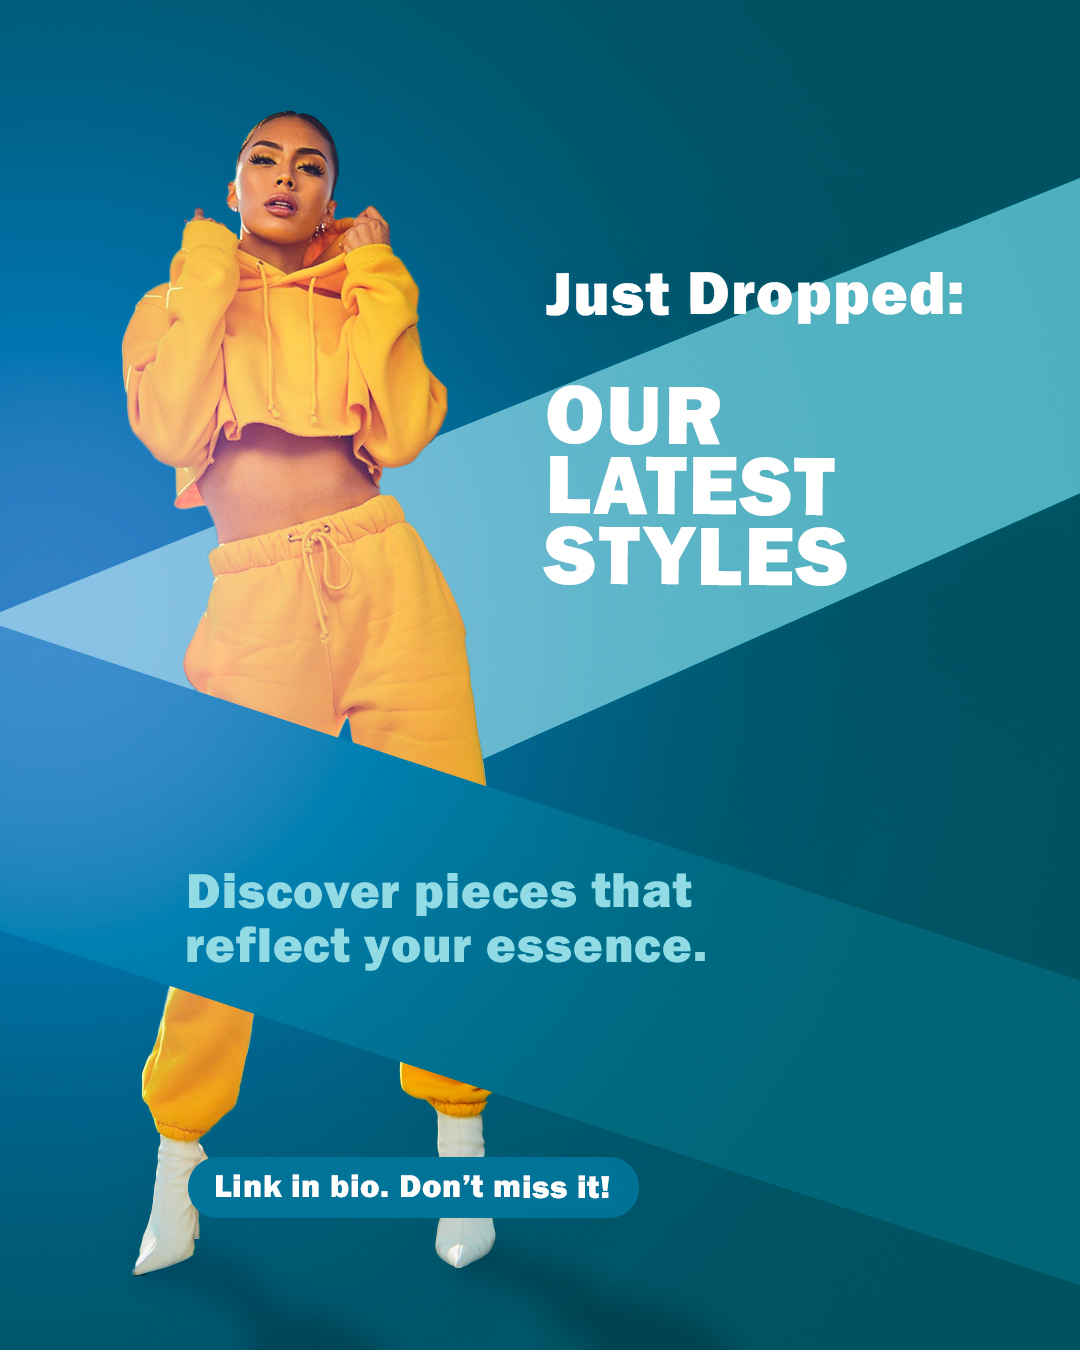 Just Dropped:
OUR
LATEST
STYLES
Discover pieces that
reflect your essence.
Link in bio. Don’t miss it!